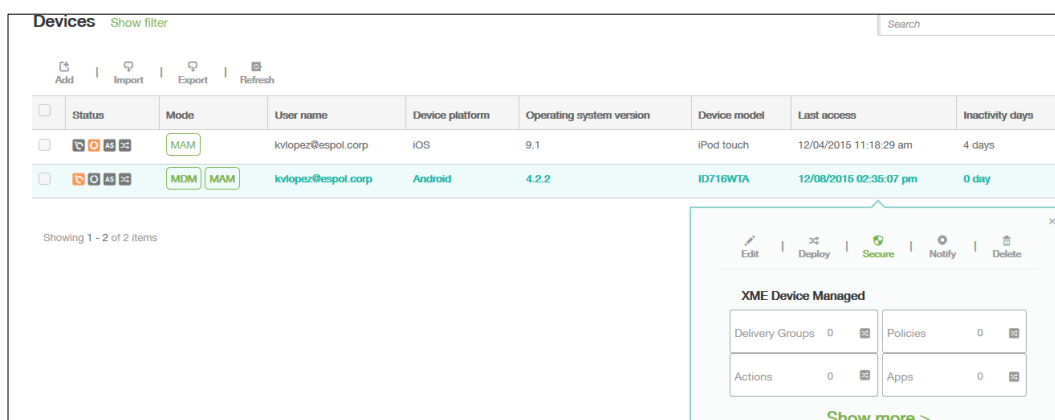 Devices Show filter
Search
Add | Import | Export | Refresh
Status Mode User name Device platform Operating system version Device model Last access Inactivity days
AS MAM kvlopez@espol.corp iOS 9.1 iPod touch 12/04/2015 11:18:29 am 4 days
AS MDM MAM kvlopez@espol.corp Android 4.2.2 ID716WTA 12/08/2015 02:35:07 pm 0 day
Showing 1 - 2 of 2 items
×
Edit | Deploy | Secure | Notify | Delete
XME Device Managed
Delivery Groups 0 Policies 0
Actions 0 Apps 0
Show more >